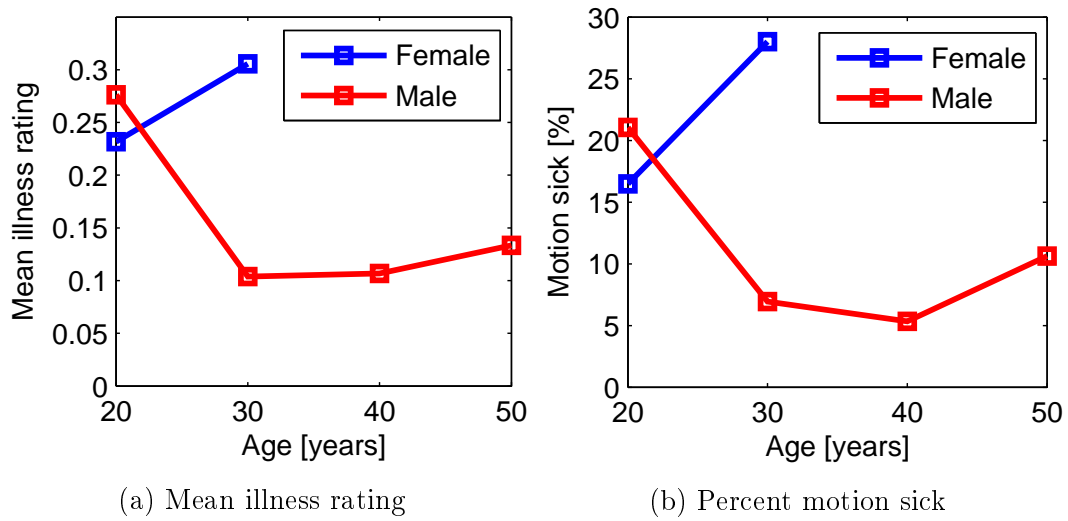 Mean illness rating
0.3
0.25
0.2
0.15
0.1
0.05
0
20
30
40
50
Age [years]
Female
Male
(a) Mean illness rating
Motion sick [%]
30
25
20
15
10
5
0
20
30
40
50
Age [years]
Female
Male
(b) Percent motion sick